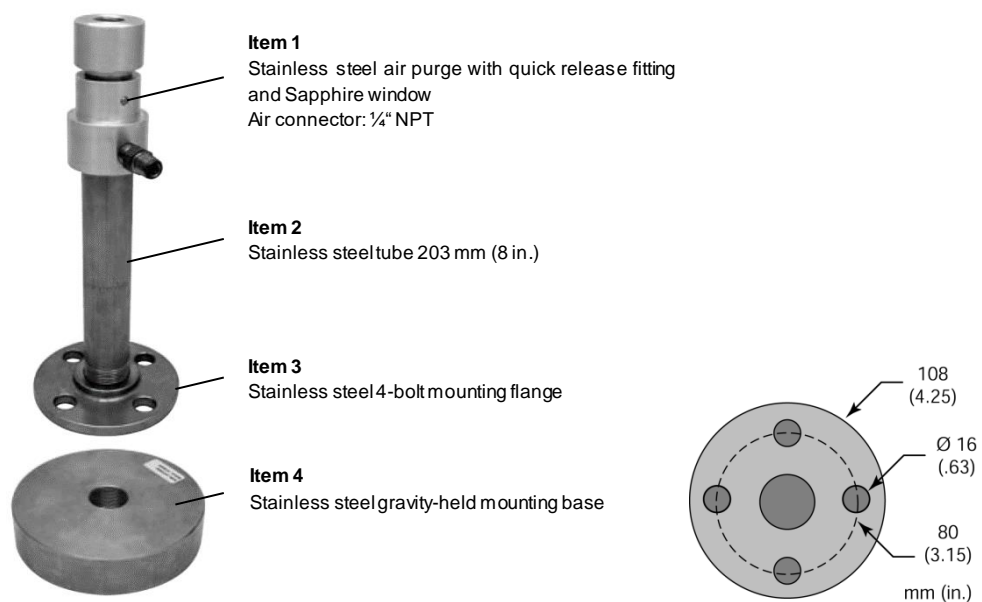 Item 1
Stainless steel air purge with quick release fitting
and Sapphire window
Air connector: ¼“ NPT
Item 2
Stainless steel tube 203 mm (8 in.)
Item 3
Stainless steel 4-bolt mounting flange
Item 4
Stainless steel gravity-held mounting base
108
(4.25)
Ø 16
(.63)
80
(3.15)
mm (in.)